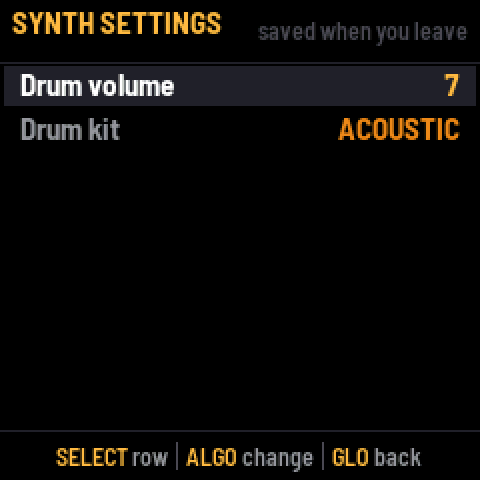 SYNTH SETTINGS saved when you leave
Drum volume 7
Drum kit ACOUSTIC
SELECT row | ALGO change | GLO back